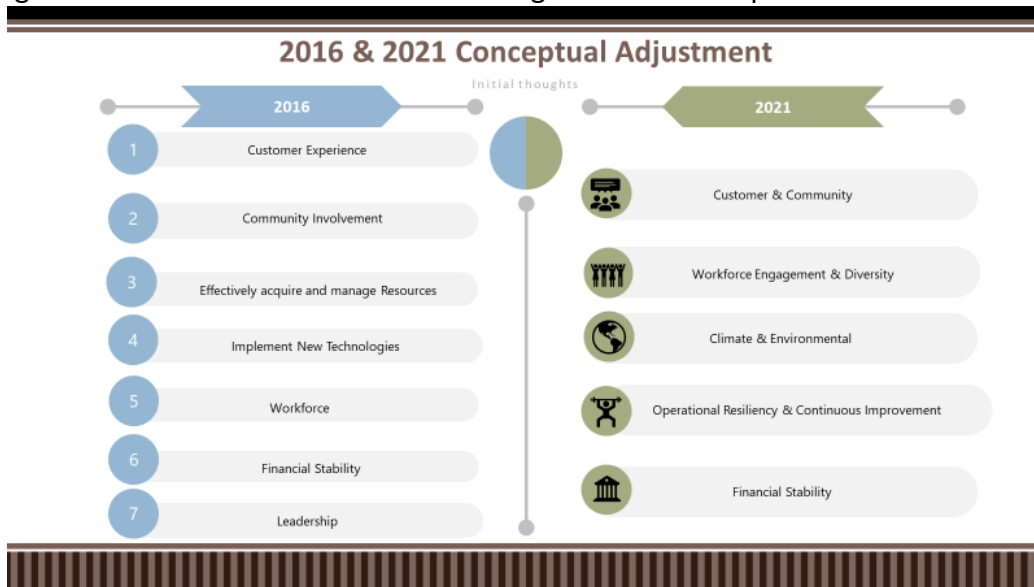 2016 & 2021 Conceptual Adjustment
Initial thoughts
2016
1
Customer Experience
2
Community Involvement
3
Effectively acquire and manage Resources
4
Implement New Technologies
5
Workforce
6
Financial Stability
7
Leadership
2021
Customer & Community
Workforce Engagement & Diversity
Climate & Environmental
Operational Resiliency & Continuous Improvement
Financial Stability